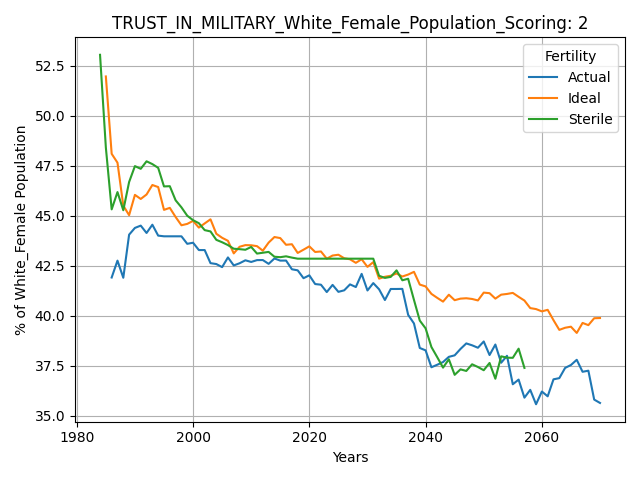 TRUST_IN_MILITARY_White_Female_Population_Scoring: 2
Fertility
Actual
Ideal
Sterile
% of White_Female Population
52.5
50.0
47.5
45.0
42.5
40.0
37.5
35.0
1980
2000
2020
2040
2060
Years